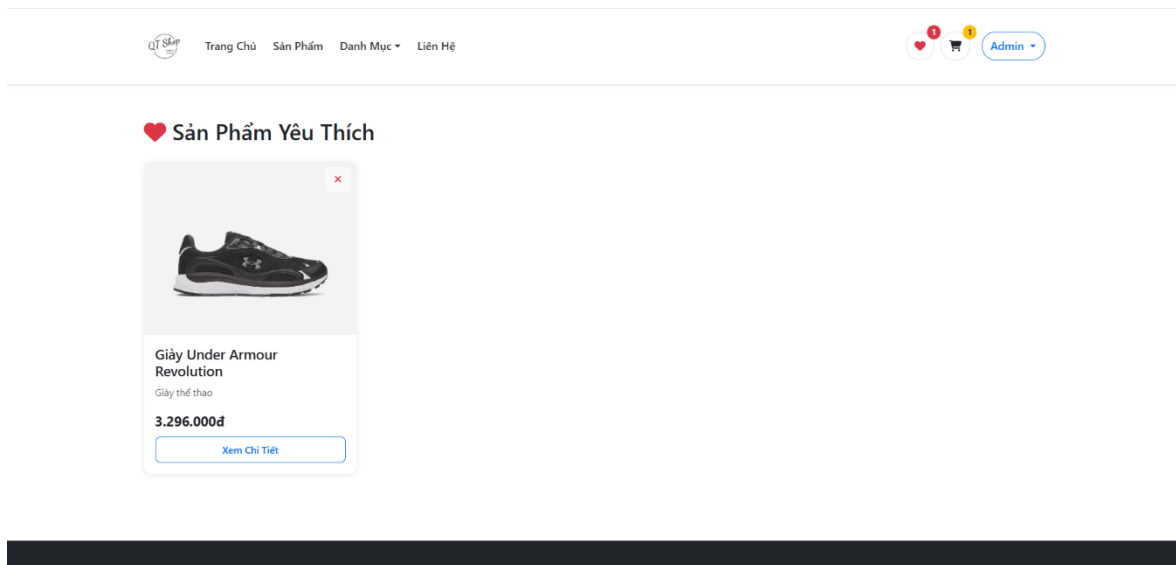 QT Shop
Trang Chủ Sản Phẩm Danh Mục Liên Hệ
1 1 Admin
Sản Phẩm Yêu Thích
Giày Under Armour
Revolution
Giày thể thao
3.296.000đ
Xem Chi Tiết